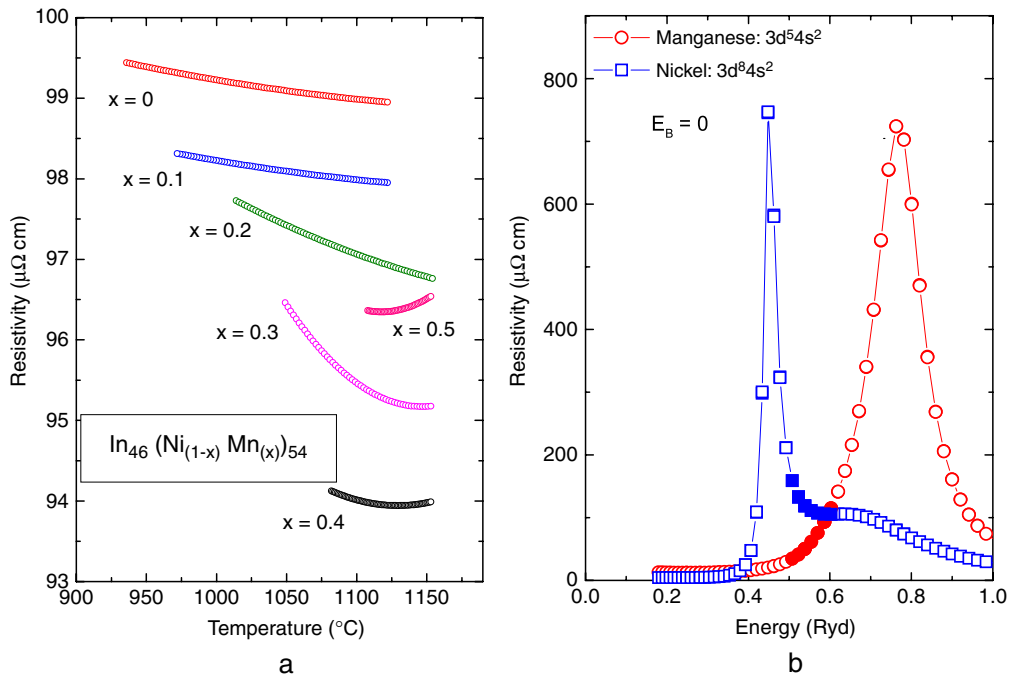 100
99
98
97
96
95
94
93
900
950
1000
1050
1100
1150
Resistivity (μΩ cm)
Temperature (°C)
x = 0
x = 0.1
x = 0.2
x = 0.3
x = 0.5
x = 0.4
In₄₆ (Ni₍₁₋ₓ₎ Mn₍ₓ₎)₅₄
a
800
600
400
200
0
0.0
0.2
0.4
0.6
0.8
1.0
Resistivity (μΩ cm)
Energy (Ryd)
Manganese: 3d⁵4s²
Nickel: 3d⁸4s²
E_B = 0
b